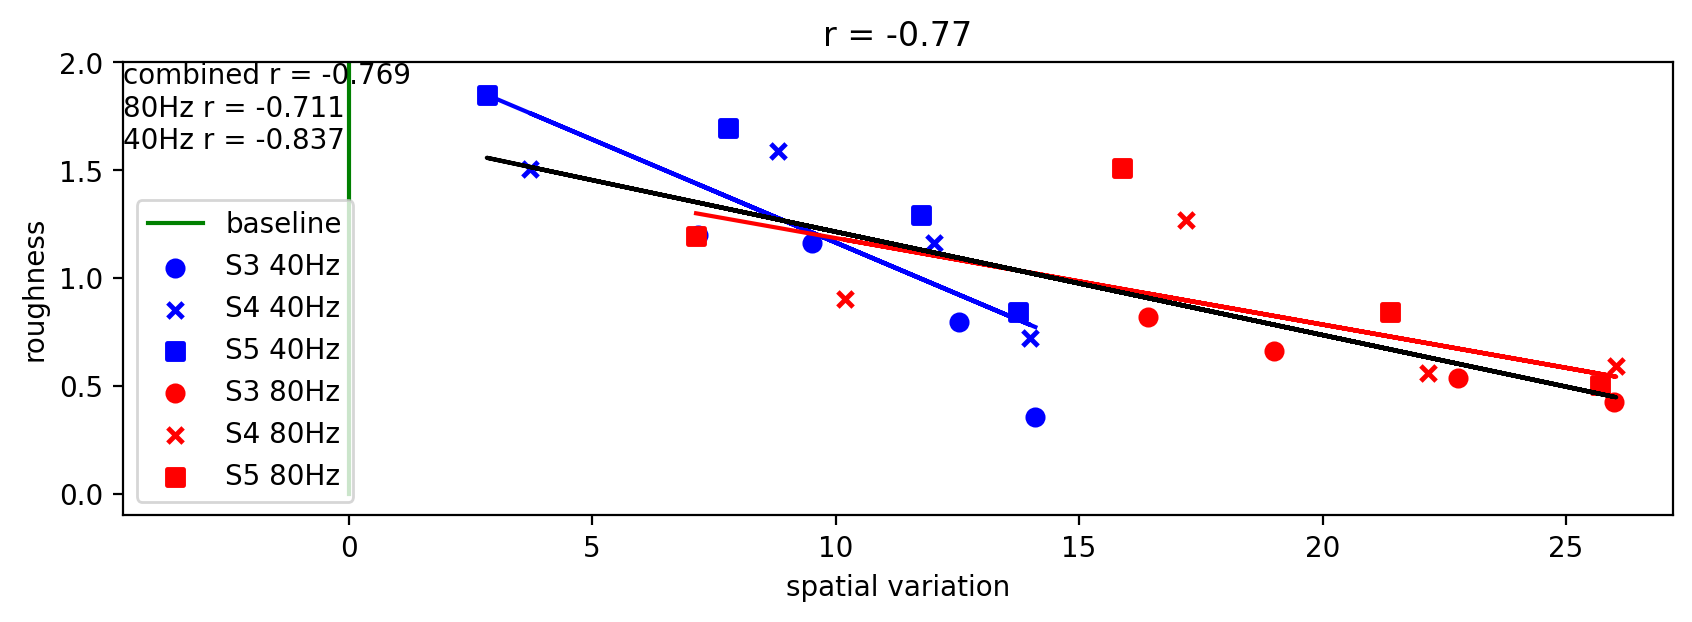 r = -0.77
combined r = -0.769
80Hz r = -0.711
40Hz r = -0.837
2.0
1.5
1.0
0.5
0.0
roughness
baseline
S3 40Hz
S4 40Hz
S5 40Hz
S3 80Hz
S4 80Hz
S5 80Hz
0 5 10 15 20 25
spatial variation